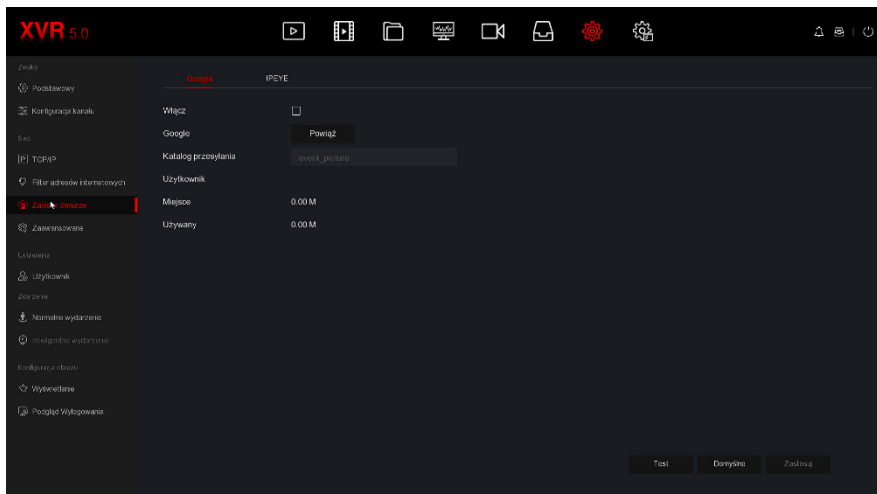 XVR 5.0
Zwykły
Podstawowy
Konfiguracja kanału
Sieć
TCP/IP
Filter adresów internetowych
Zaawansowane
Ustawienia
Użytkownik
Zdarzenie
Normalne wydarzenie
Inteligentne wydarzenie
Konfiguracja obrazu
Wyświetlanie
Podgląd Wylogowania
Google IPEYE
Włącz
Google Powiąż
Katalog przesyłania event_picture
Użytkownik
Miejsce 0.00 M
Używany 0.00 M
Test Domyślne Zastosuj